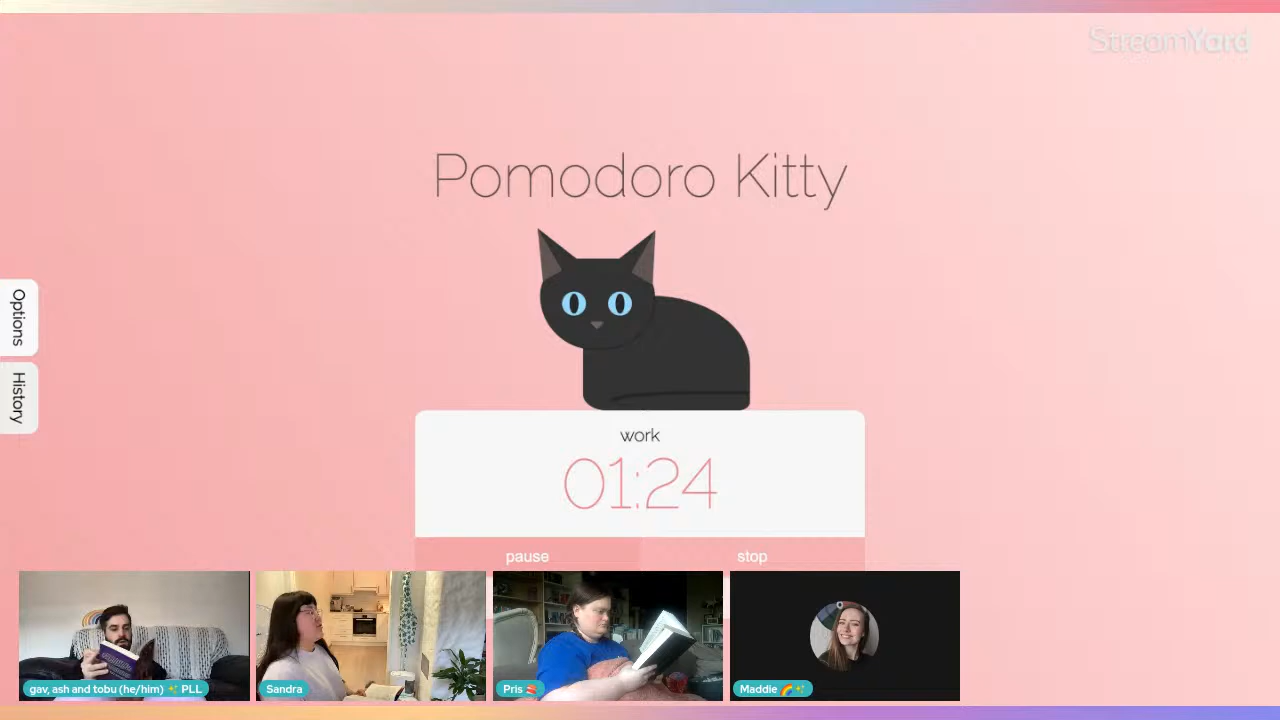 StreamYard
Pomodoro Kitty
Options
History
work
01:24
pause
stop
gav, ash and tobu (he/him) ✨ PLL
Sandra
Pris
Maddie 🌈✨